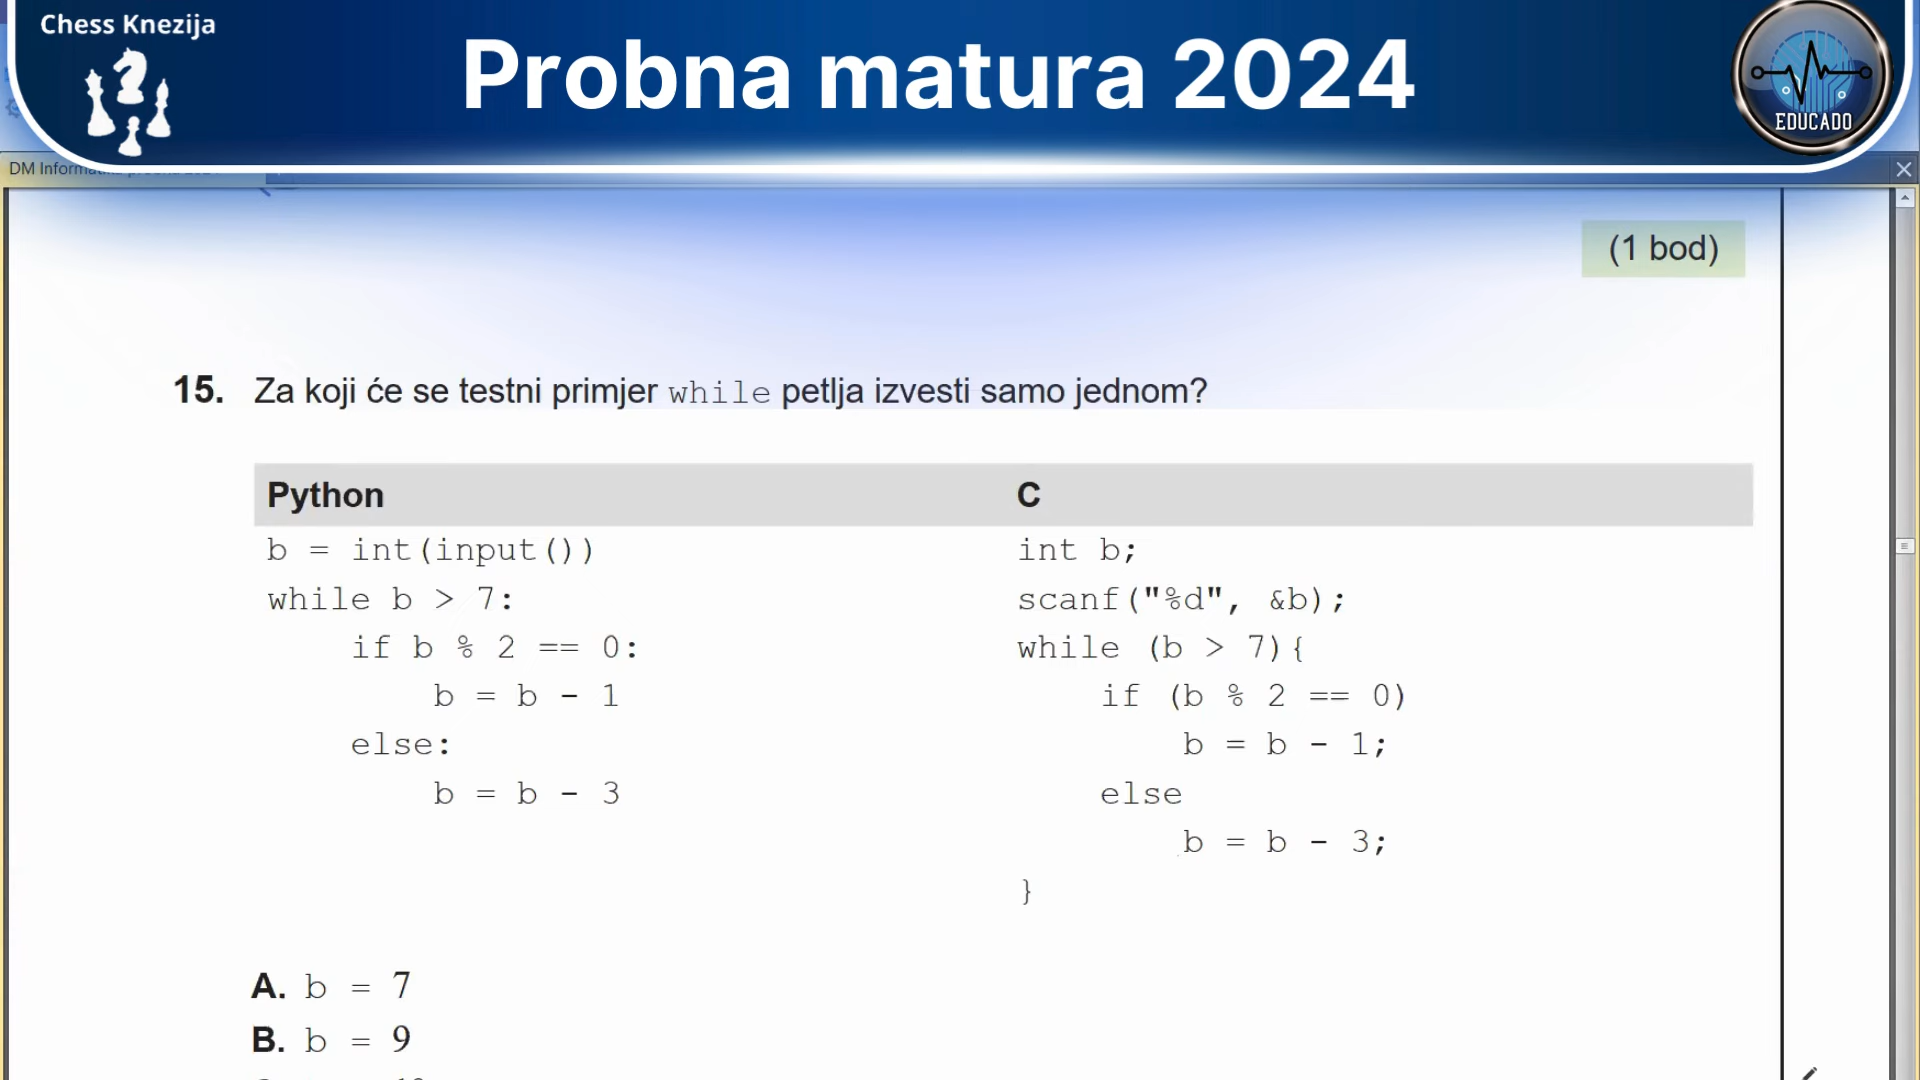 Chess Knezija
Probna matura 2024
EDUCADO
(1 bod)
15. Za koji će se testni primjer while petlja izvesti samo jednom?
Python
b = int(input())
while b > 7:
    if b % 2 == 0:
        b = b - 1
    else:
        b = b - 3
C
int b;
scanf("%d", &b);
while (b > 7){
    if (b % 2 == 0)
        b = b - 1;
    else
        b = b - 3;
}
A. b = 7
B. b = 9